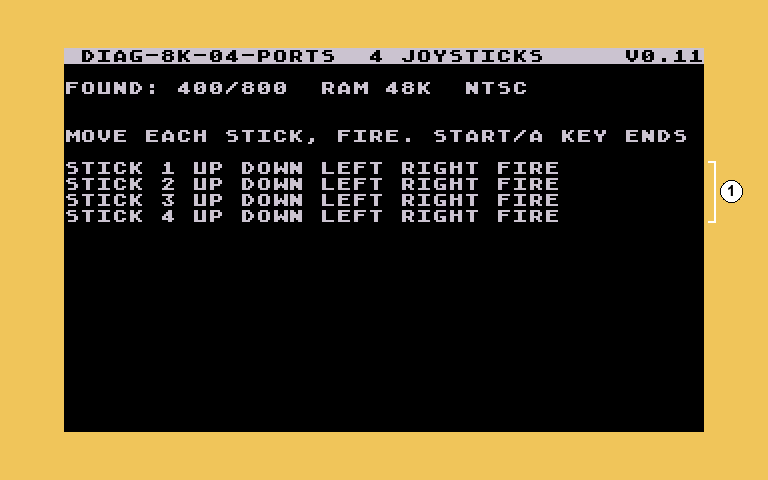 DIAG-8K-04-PORTS  4 JOYSTICKS     V0.11
FOUND: 400/800  RAM 48K  NTSC
MOVE EACH STICK, FIRE. START/A KEY ENDS
STICK 1 UP DOWN LEFT RIGHT FIRE
STICK 2 UP DOWN LEFT RIGHT FIRE
STICK 3 UP DOWN LEFT RIGHT FIRE
STICK 4 UP DOWN LEFT RIGHT FIRE
1